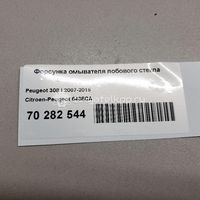 Форсунка омывателя лобового стекла
Peugeot 308 I 2007-2015
Citroen-Peugeot 6438CA
70 282 544